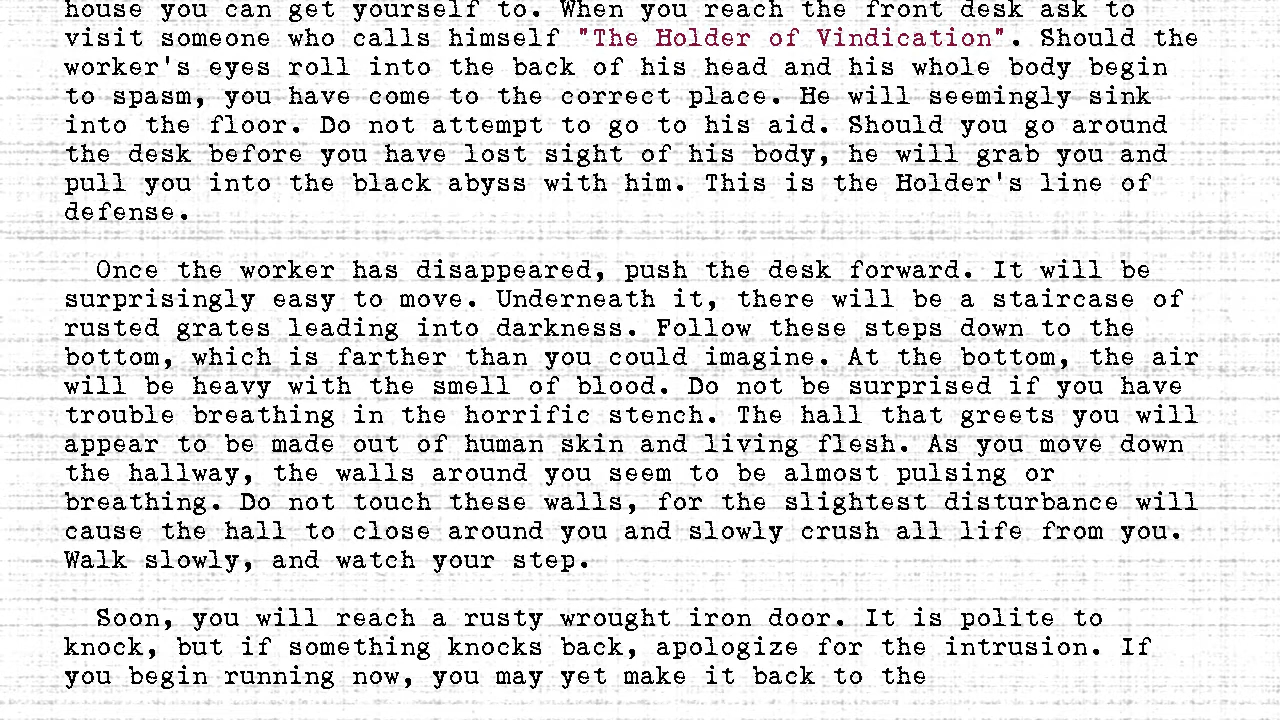 house you can get yourself to. When you reach the front desk ask to
visit someone who calls himself "The Holder of Vindication". Should the
worker's eyes roll into the back of his head and his whole body begin
to spasm, you have come to the correct place. He will seemingly sink
into the floor. Do not attempt to go to his aid. Should you go around
the desk before you have lost sight of his body, he will grab you and
pull you into the black abyss with him. This is the Holder's line of
defense.
Once the worker has disappeared, push the desk forward. It will be
surprisingly easy to move. Underneath it, there will be a staircase of
rusted grates leading into darkness. Follow these steps down to the
bottom, which is farther than you could imagine. At the bottom, the air
will be heavy with the smell of blood. Do not be surprised if you have
trouble breathing in the horrific stench. The hall that greets you will
appear to be made out of human skin and living flesh. As you move down
the hallway, the walls around you seem to be almost pulsing or
breathing. Do not touch these walls, for the slightest disturbance will
cause the hall to close around you and slowly crush all life from you.
Walk slowly, and watch your step.
Soon, you will reach a rusty wrought iron door. It is polite to
knock, but if something knocks back, apologize for the intrusion. If
you begin running now, you may yet make it back to the